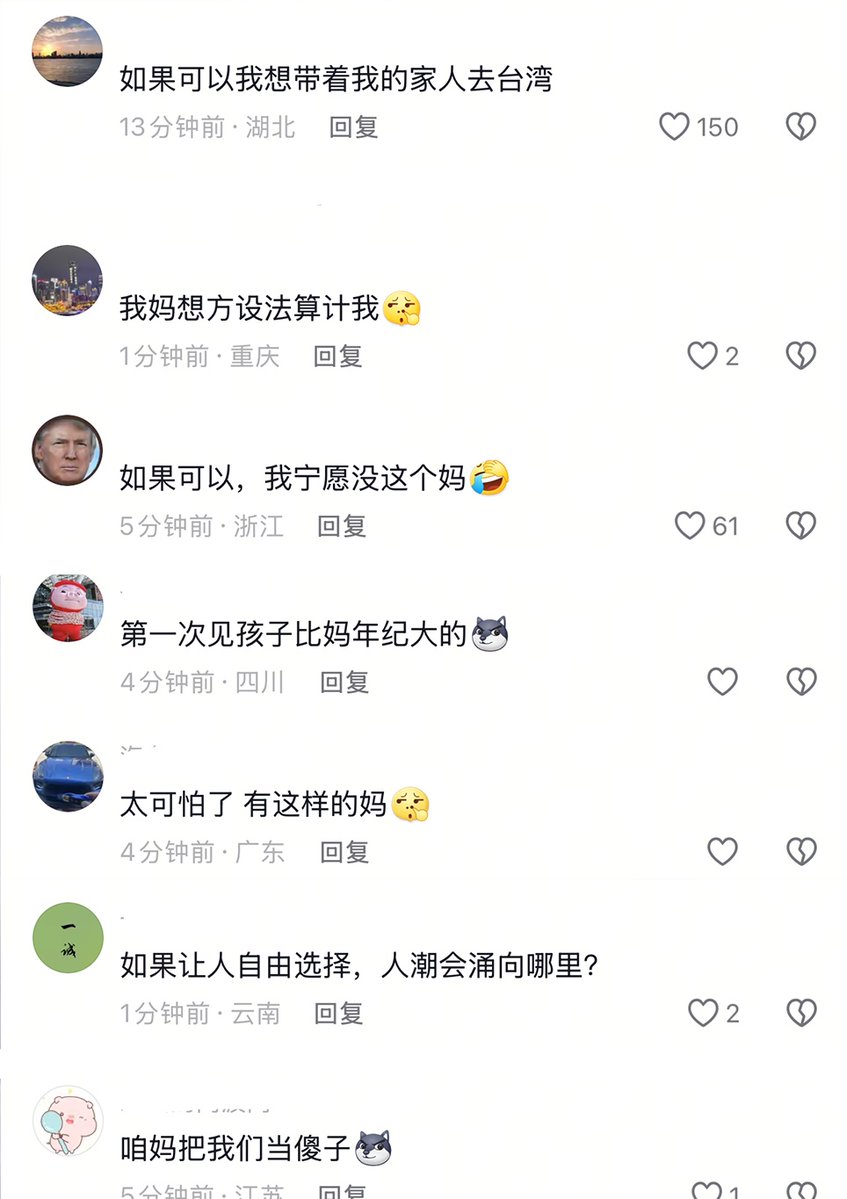 如果可以我想带着我的家人去台湾
13分钟前·湖北 回复 150
我妈想方设法算计我
1分钟前·重庆 回复 2
如果可以，我宁愿没这个妈
5分钟前·浙江 回复 61
第一次见孩子比妈年纪大的
4分钟前·四川 回复
太可怕了 有这样的妈
4分钟前·广东 回复
一诚
如果让人自由选择，人潮会涌向哪里？
1分钟前·云南 回复 2
咱妈把我们当傻子
5分钟前·江苏 回复 1